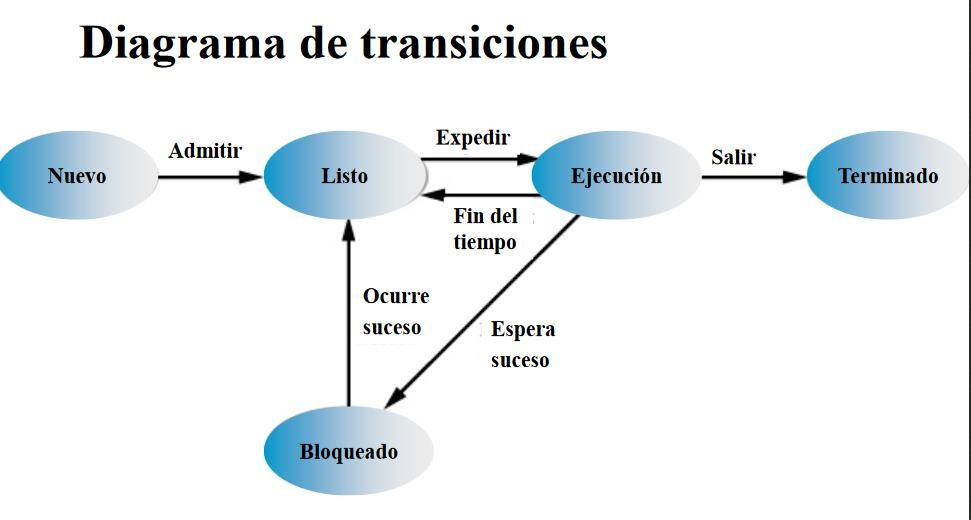 Diagrama de transiciones
Nuevo
Admitir
Listo
Expedir
Fin del
tiempo
Ejecución
Salir
Terminado
Ocurre
suceso
Espera
suceso
Bloqueado